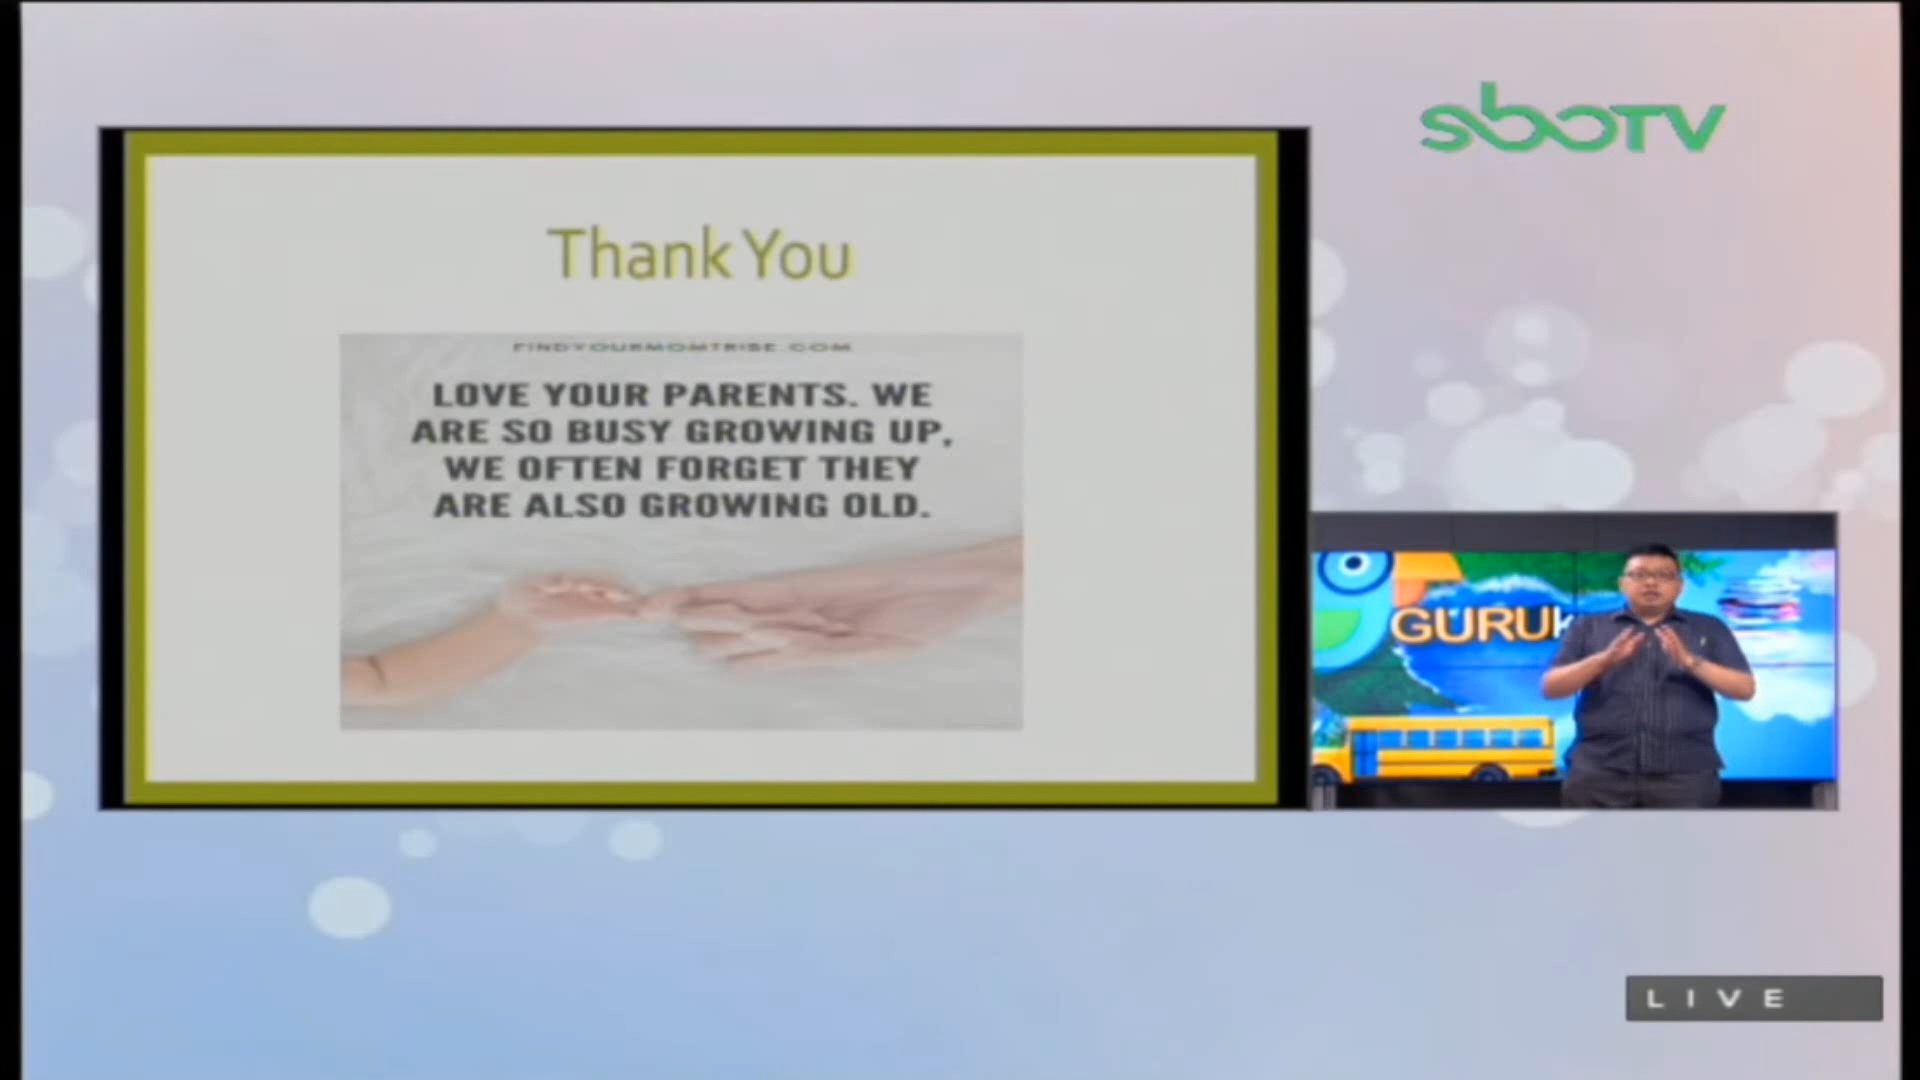 sboTV
Thank You
FINDYOURMOMTRIBE.COM
LOVE YOUR PARENTS. WE
ARE SO BUSY GROWING UP,
WE OFTEN FORGET THEY
ARE ALSO GROWING OLD.
GURUk
LIVE